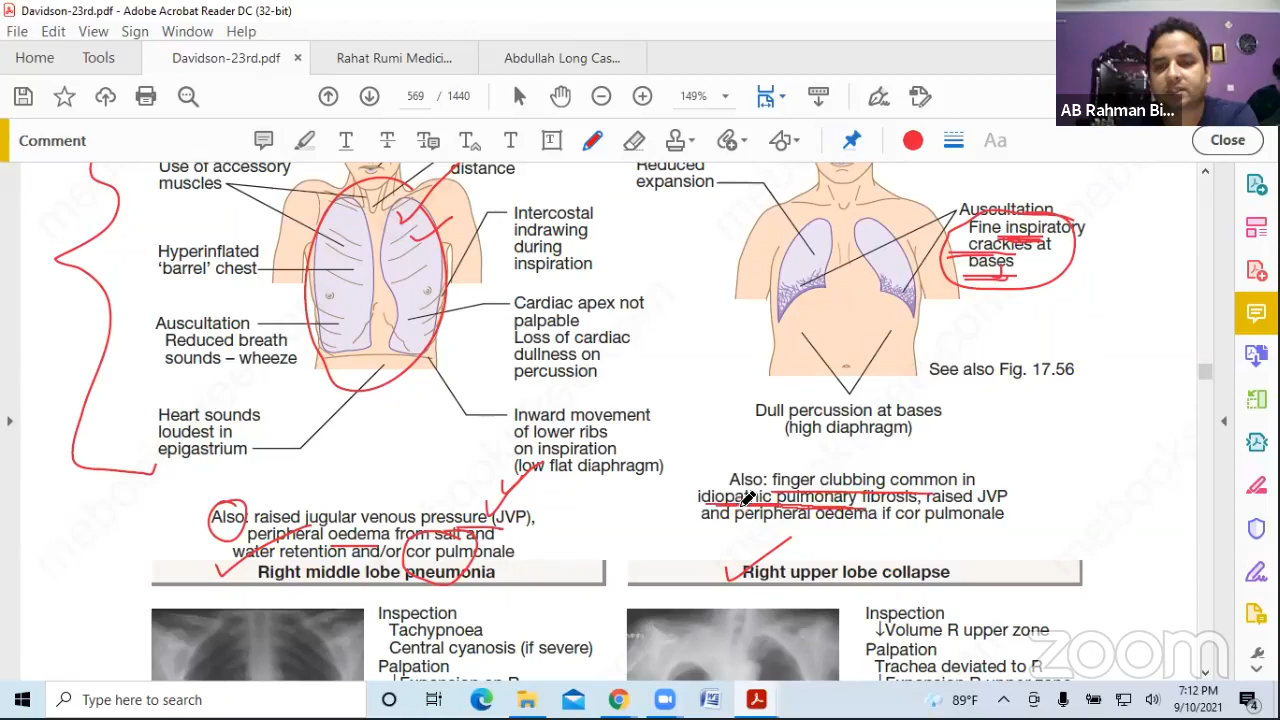 Davidson-23rd.pdf - Adobe Acrobat Reader DC (32-bit)
File Edit View Sign Window Help
Home Tools Davidson-23rd.pdf × Rahat Rumi Medici... Abdullah Long Cas...
569 / 1440 149%
AB Rahman Bi...
Comment
Close
Use of accessory
muscles
distance
Intercostal
indrawing
during
inspiration
Hyperinflated
‘barrel’ chest
Cardiac apex not
palpable
Loss of cardiac
dullness on
percussion
Auscultation
Reduced breath
sounds – wheeze
Heart sounds
loudest in
epigastrium
Inward movement
of lower ribs
on inspiration
(low flat diaphragm)
Also: raised jugular venous pressure (JVP),
peripheral oedema from salt and
water retention and/or cor pulmonale
Reduced
expansion
Auscultation
Fine inspiratory
crackles at
bases
See also Fig. 17.56
Dull percussion at bases
(high diaphragm)
Also: finger clubbing common in
idiopathic pulmonary fibrosis, raised JVP
and peripheral oedema if cor pulmonale
Right middle lobe pneumonia
Inspection
Tachypnoea
Central cyanosis (if severe)
Palpation
↓Expansion on R
Right upper lobe collapse
Inspection
↓Volume R upper zone
Palpation
Trachea deviated to R
↓Expansion R upper zone
zoom
Type here to search
89°F
7:12 PM
9/10/2021
4